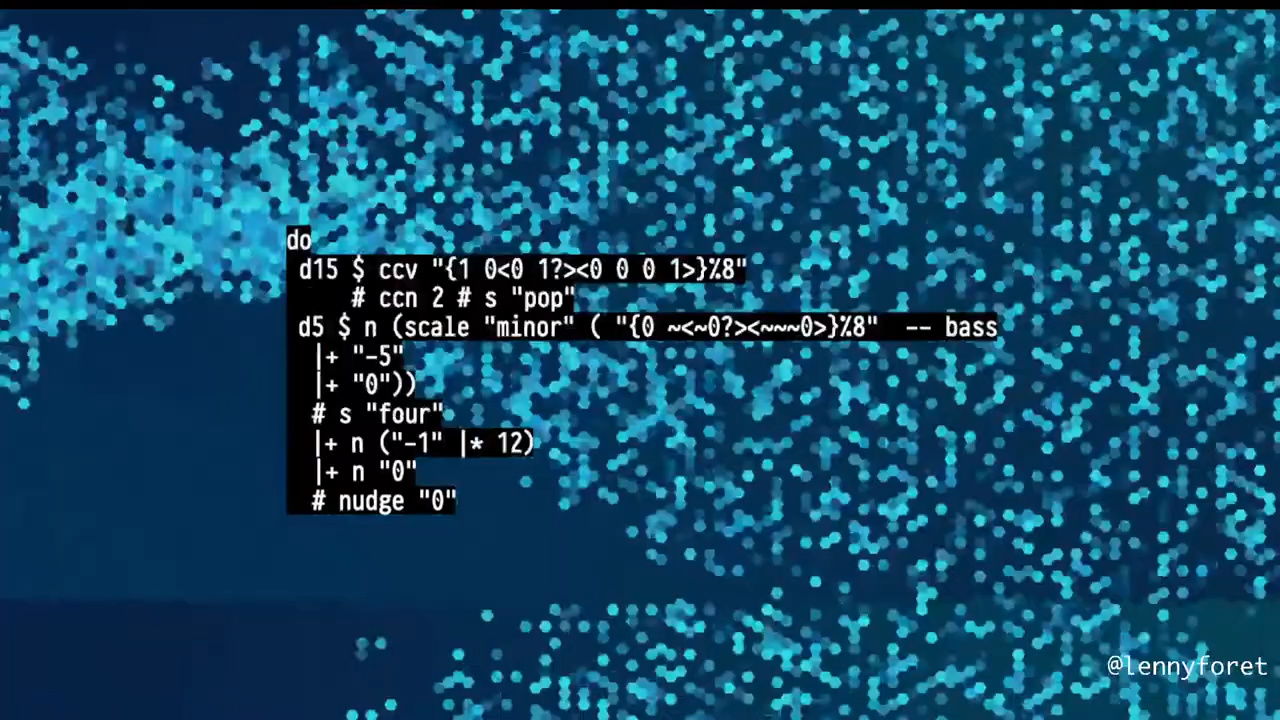 do
d15 $ ccv "{1 0<0 1?><0 0 0 1>}%8"
# ccn 2 # s "pop"
d5 $ n (scale "minor" ( "{0 ~<~0?><~~~0>}%8"  -- bass
|+ "-5"
|+ "0"))
# s "four"
|+ n ("-1" |* 12)
|+ n "0"
# nudge "0"
@lennyforet